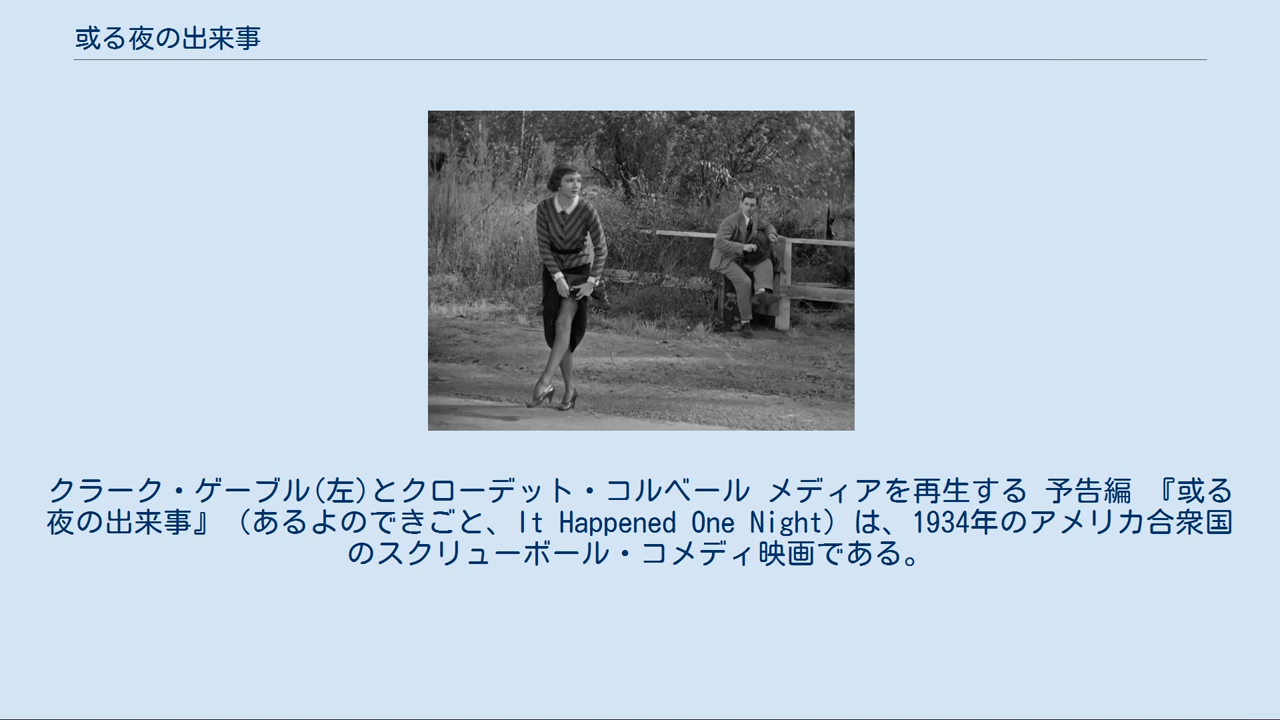 或る夜の出来事
クラーク・ゲーブル(左)とクローデット・コルベール メディアを再生する 予告編 『或る
夜の出来事』（あるよのできごと、It Happened One Night）は、1934年のアメリカ合衆国
のスクリューボール・コメディ映画である。